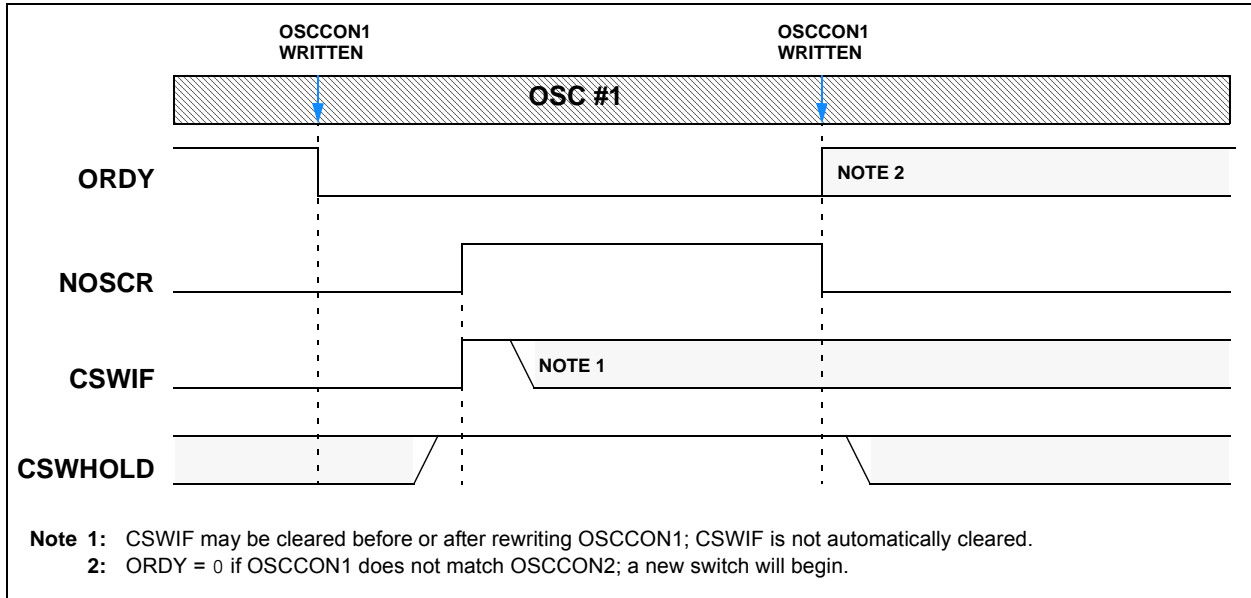 OSCCON1
WRITTEN
OSCCON1
WRITTEN
OSC #1
ORDY
NOTE 2
NOSCR
CSWIF
NOTE 1
CSWHOLD
Note 1: CSWIF may be cleared before or after rewriting OSCCON1; CSWIF is not automatically cleared.
2: ORDY = 0 if OSCCON1 does not match OSCCON2; a new switch will begin.